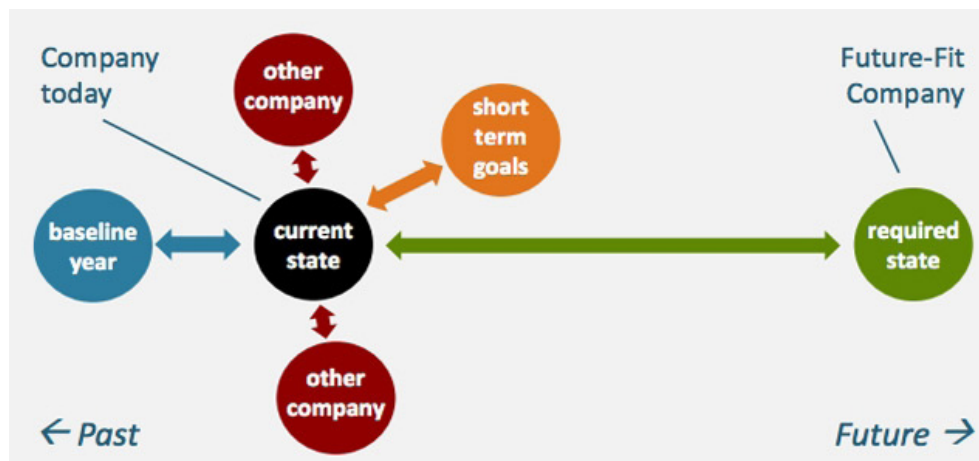 Company
today
other
company
short
term
goals
Future-Fit
Company
baseline
year
current
state
required
state
other
company
← Past
Future →